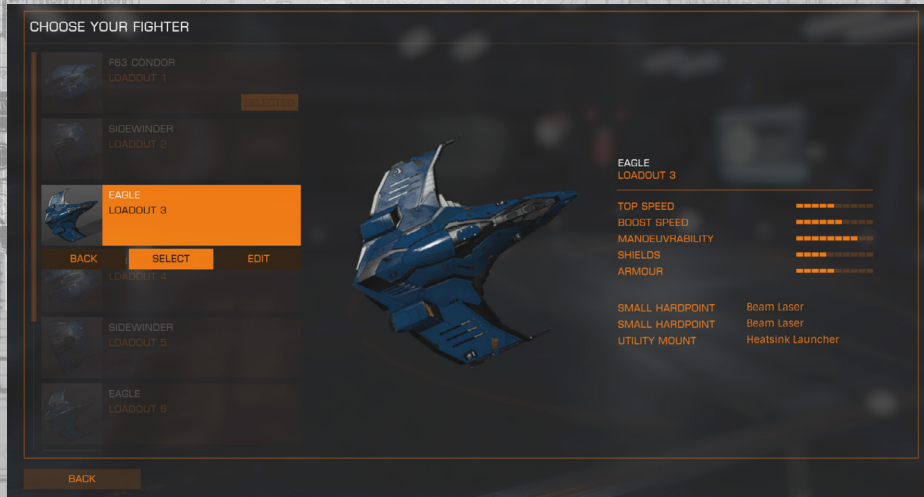 CHOOSE YOUR FIGHTER
F63 CONDOR
LOADOUT 1
SELECTED
SIDEWINDER
LOADOUT 2
EAGLE
LOADOUT 3
BACK SELECT EDIT
LOADOUT 4
SIDEWINDER
LOADOUT 5
EAGLE
LOADOUT 6
EAGLE
LOADOUT 3
TOP SPEED
BOOST SPEED
MANOEUVRABILITY
SHIELDS
ARMOUR
SMALL HARDPOINT Beam Laser
SMALL HARDPOINT Beam Laser
UTILITY MOUNT Heatsink Launcher
BACK